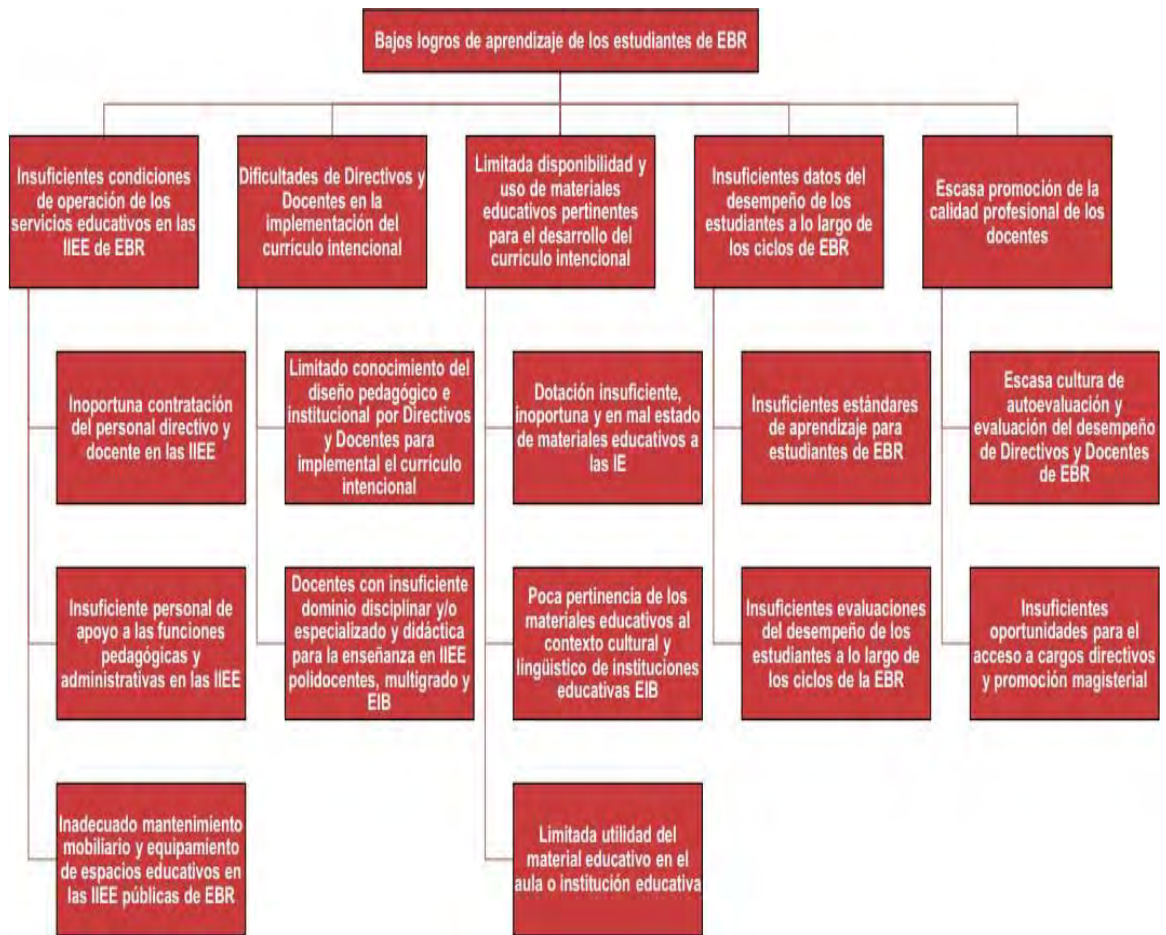 Bajos logros de aprendizaje de los estudiantes de EBR
Insuficientes condiciones
de operación de los
servicios educativos en las
IIEE de EBR
Dificultades de Directivos y
Docentes en la
implementación del
currículo intencional
Limitada disponibilidad y
uso de materiales
educativos pertinentes
para el desarrollo del
currículo intencional
Insuficientes datos del
desempeño de los
estudiantes a lo largo de
los ciclos de EBR
Escasa promoción de la
calidad profesional de los
docentes
Inoportuna contratación
del personal directivo y
docente en las IIEE
Limitado conocimiento del
diseño pedagógico e
institucional por Directivos
y Docentes para
implemental el currículo
intencional
Dotación insuficiente,
inoportuna y en mal estado
de materiales educativos a
las IE
Insuficientes estándares
de aprendizaje para
estudiantes de EBR
Escasa cultura de
autoevaluación y
evaluación del desempeño
de Directivos y Docentes
de EBR
Insuficiente personal de
apoyo a las funciones
pedagógicas y
administrativas en las IIEE
Docentes con insuficiente
dominio disciplinar y/o
especializado y didáctica
para la enseñanza en IIEE
polidocentes, multigrado y
EIB
Poca pertinencia de los
materiales educativos al
contexto cultural y
lingüístico de instituciones
educativas EIB
Insuficientes evaluaciones
del desempeño de los
estudiantes a lo largo de
los ciclos de la EBR
Insuficientes
oportunidades para el
acceso a cargos directivos
y promoción magisterial
Inadecuado mantenimiento
mobiliario y equipamiento
de espacios educativos en
las IIEE públicas de EBR
Limitada utilidad del
material educativo en el
aula o institución educativa